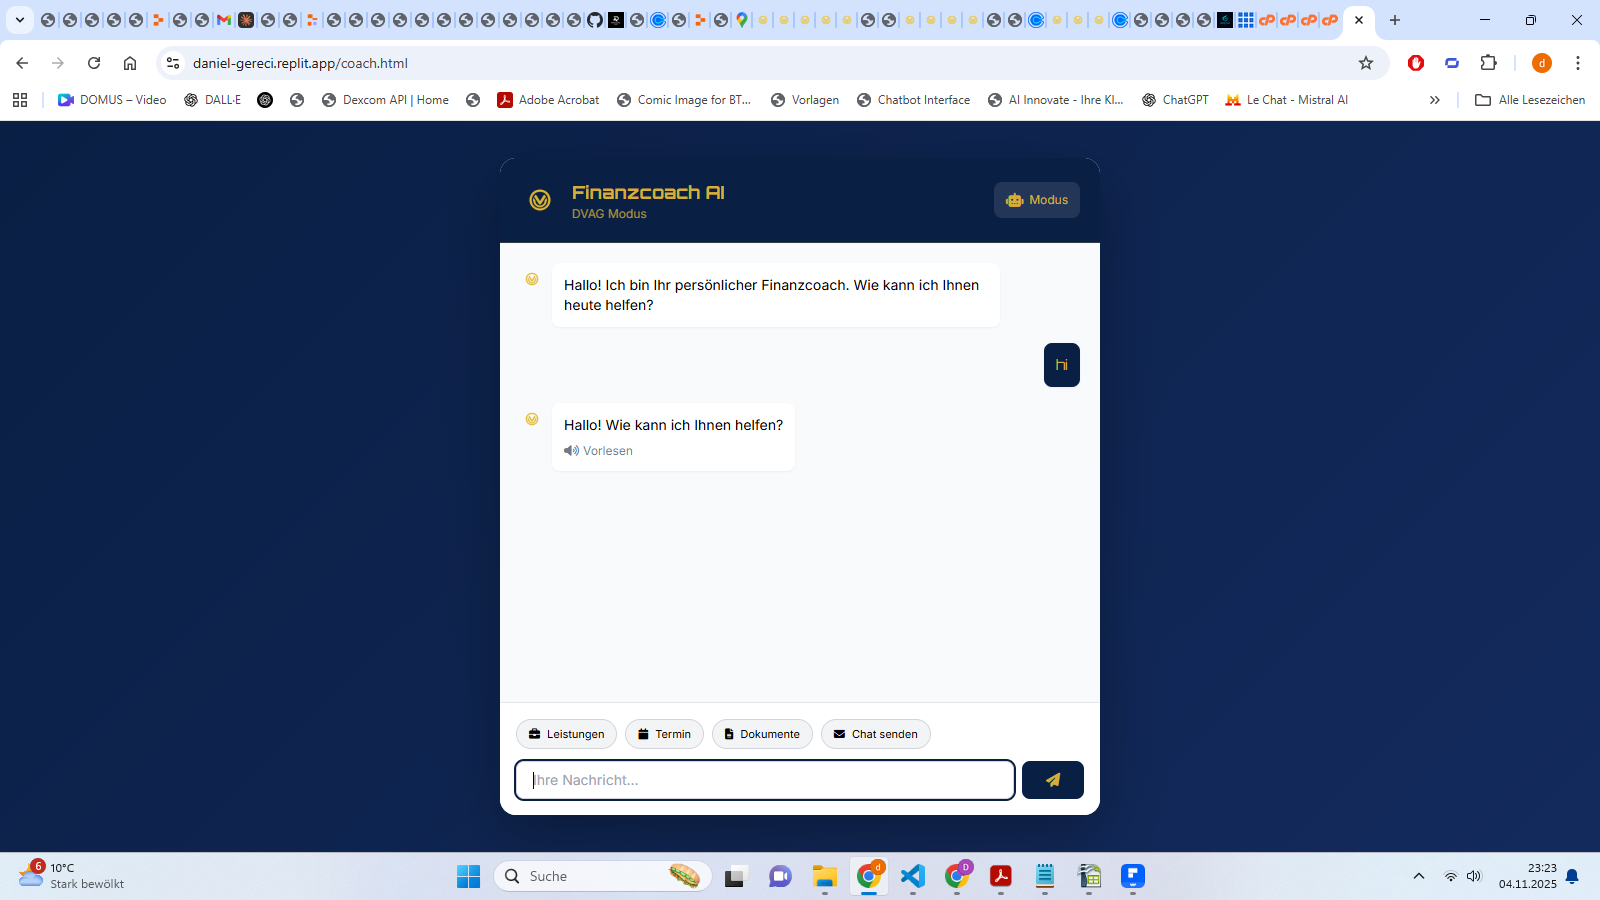 daniel-gereci.replit.app/coach.html
d
DOMUS – Video
DALL·E
Dexcom API | Home
Adobe Acrobat
Comic Image for BT...
Vorlagen
Chatbot Interface
AI Innovate - Ihre KI...
ChatGPT
Le Chat - Mistral AI
Alle Lesezeichen
Finanzcoach AI
DVAG Modus
Modus
Hallo! Ich bin Ihr persönlicher Finanzcoach. Wie kann ich Ihnen
heute helfen?
hi
Hallo! Wie kann ich Ihnen helfen?
Vorlesen
Leistungen
Termin
Dokumente
Chat senden
Ihre Nachricht...
6
10°C
Stark bewölkt
Suche
d
D
23:23
04.11.2025